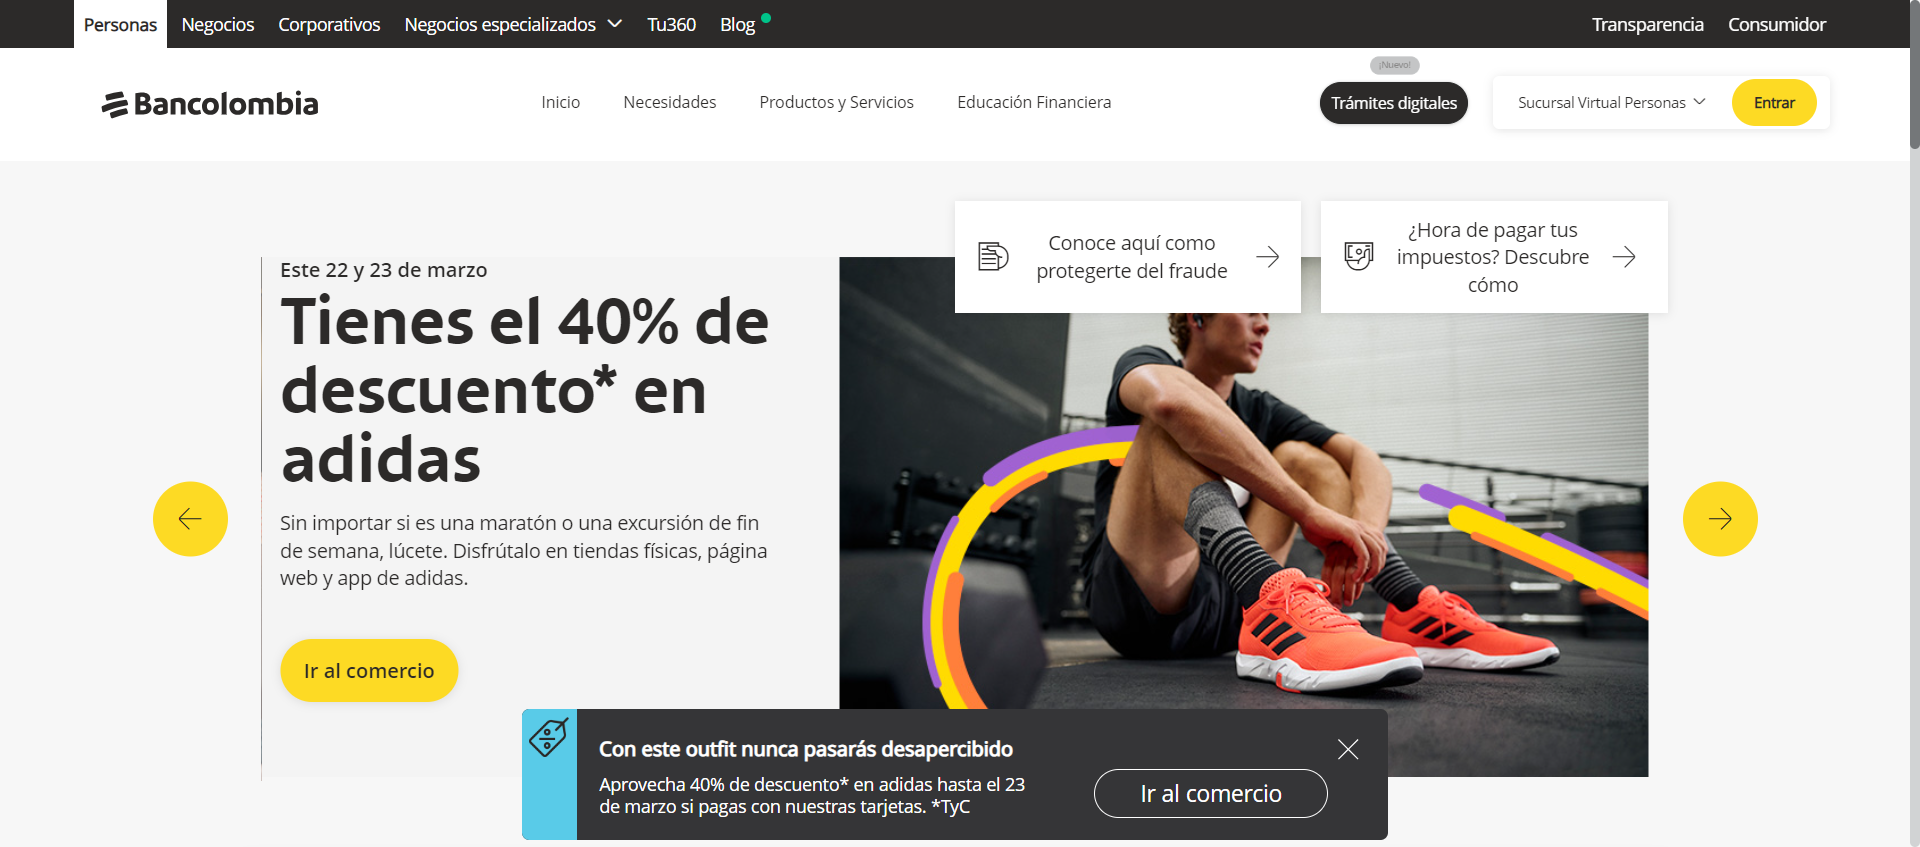 Personas
Negocios
Corporativos
Negocios especializados
Tu360
Blog
Transparencia
Consumidor
Bancolombia
Inicio
Necesidades
Productos y Servicios
Educación Financiera
¡Nuevo!
Trámites digitales
Sucursal Virtual Personas
Entrar
Conoce aquí como
protegerte del fraude
¿Hora de pagar tus
impuestos? Descubre
cómo
Este 22 y 23 de marzo
Tienes el 40% de
descuento* en
adidas
Sin importar si es una maratón o una excursión de fin
de semana, lúcete. Disfrútalo en tiendas físicas, página
web y app de adidas.
Ir al comercio
Con este outfit nunca pasarás desapercibido
Aprovecha 40% de descuento* en adidas hasta el 23
de marzo si pagas con nuestras tarjetas. *TyC
Ir al comercio